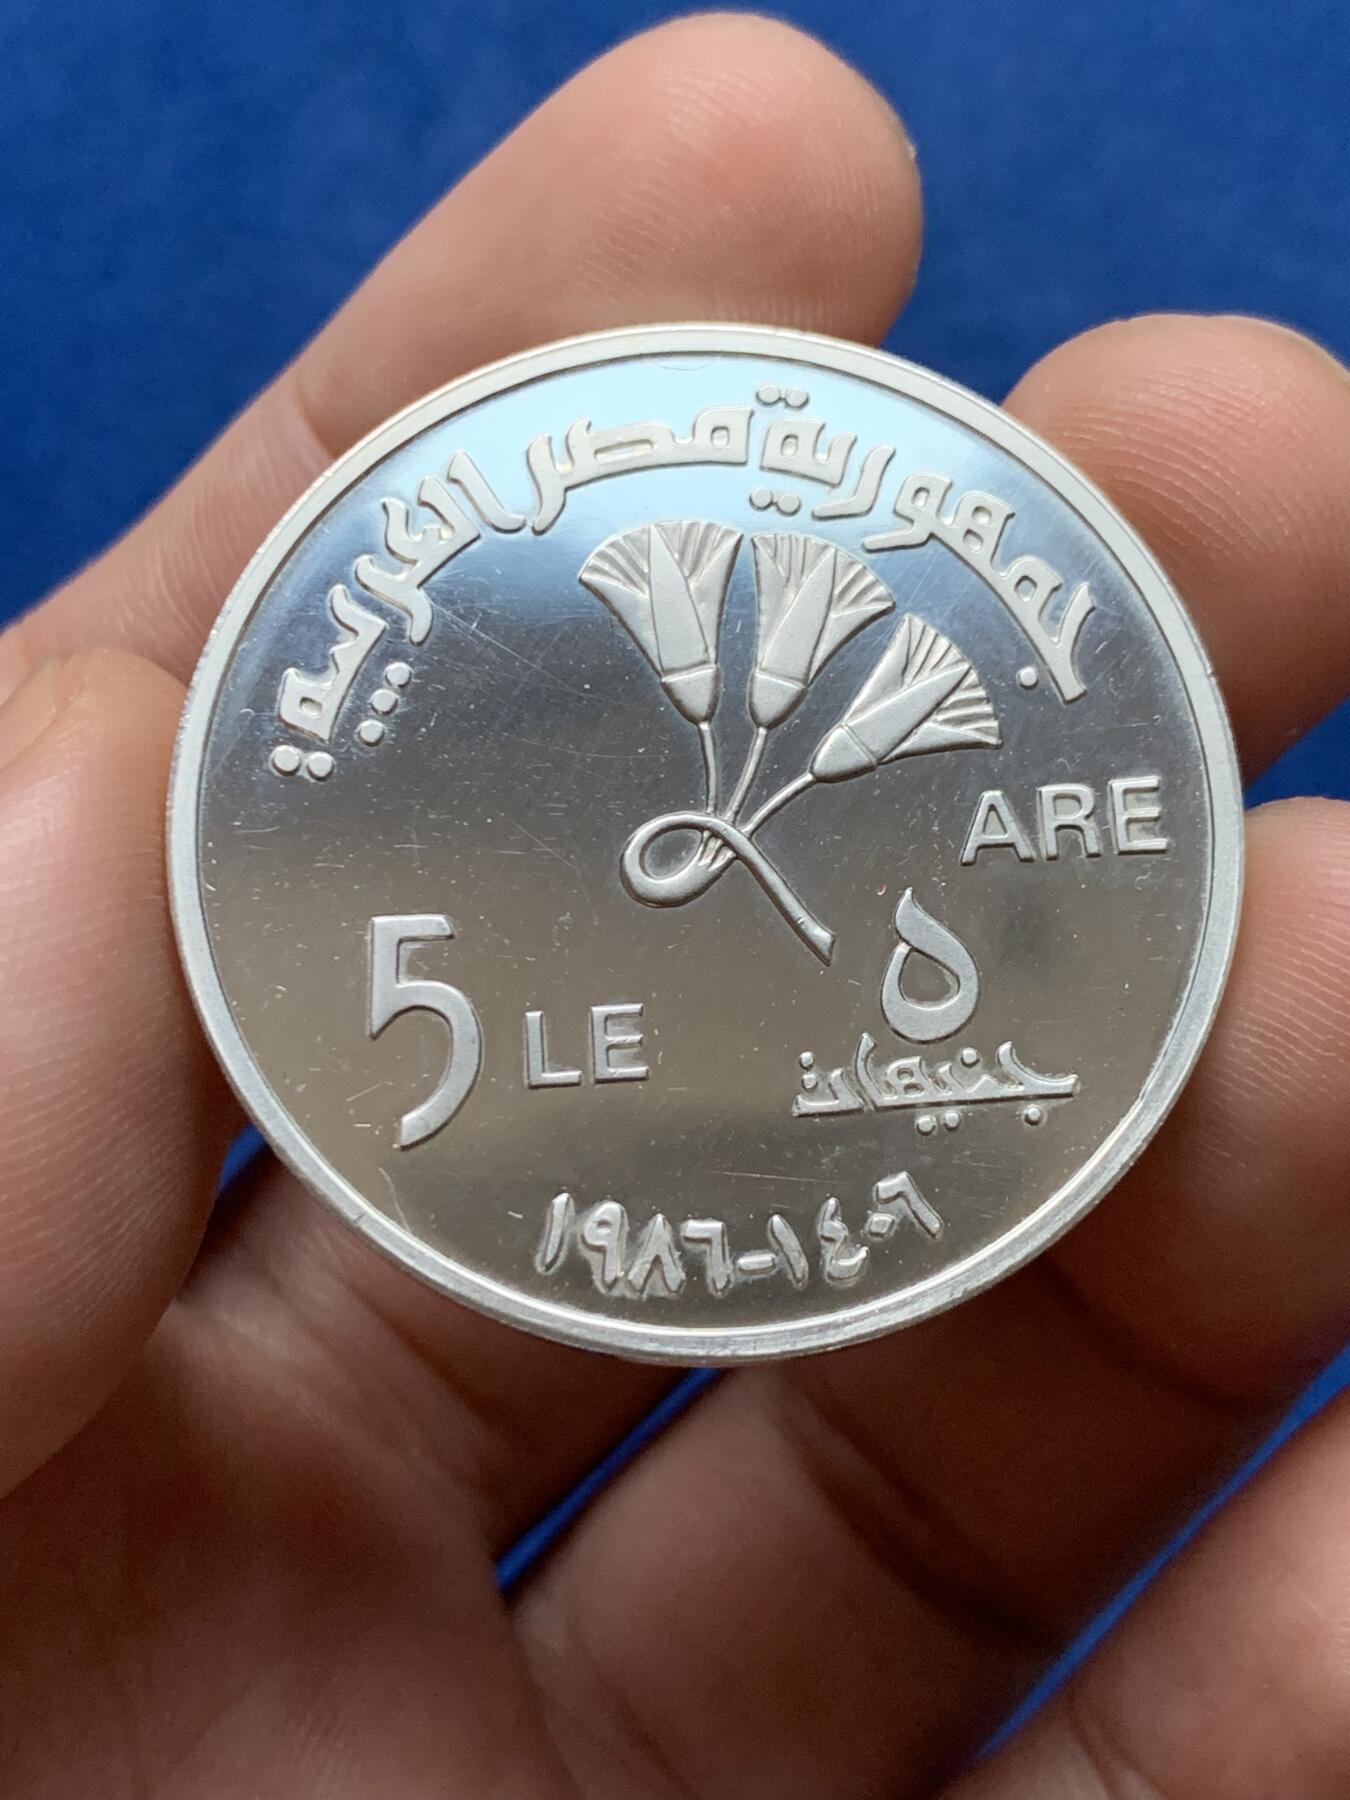 جمهورية مصر العربية
ARE
5 LE
٥
جنيهات
١٩٨٦-١٤٠٦